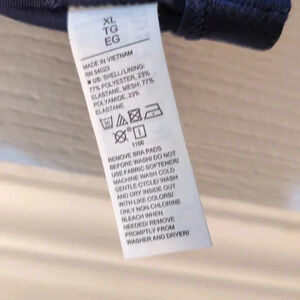 XL
TG
EG
MADE IN VIETNAM
RN 54023
■ US: SHELL/LINING:
77% POLYESTER, 23%
ELASTANE, MESH; 77%
POLYAMIDE, 23%
ELASTANE
1156
REMOVE BRA PADS
BEFORE WASH/ DO NOT
USE FABRIC SOFTENER/
MACHINE WASH COLD
GENTLE CYCLE/ WASH
AND DRY INSIDE OUT
WITH LIKE COLORS/
ONLY NON-CHLORINE
BLEACH WHEN
NEEDED/ REMOVE
PROMPTLY FROM
WASHER AND DRYER/